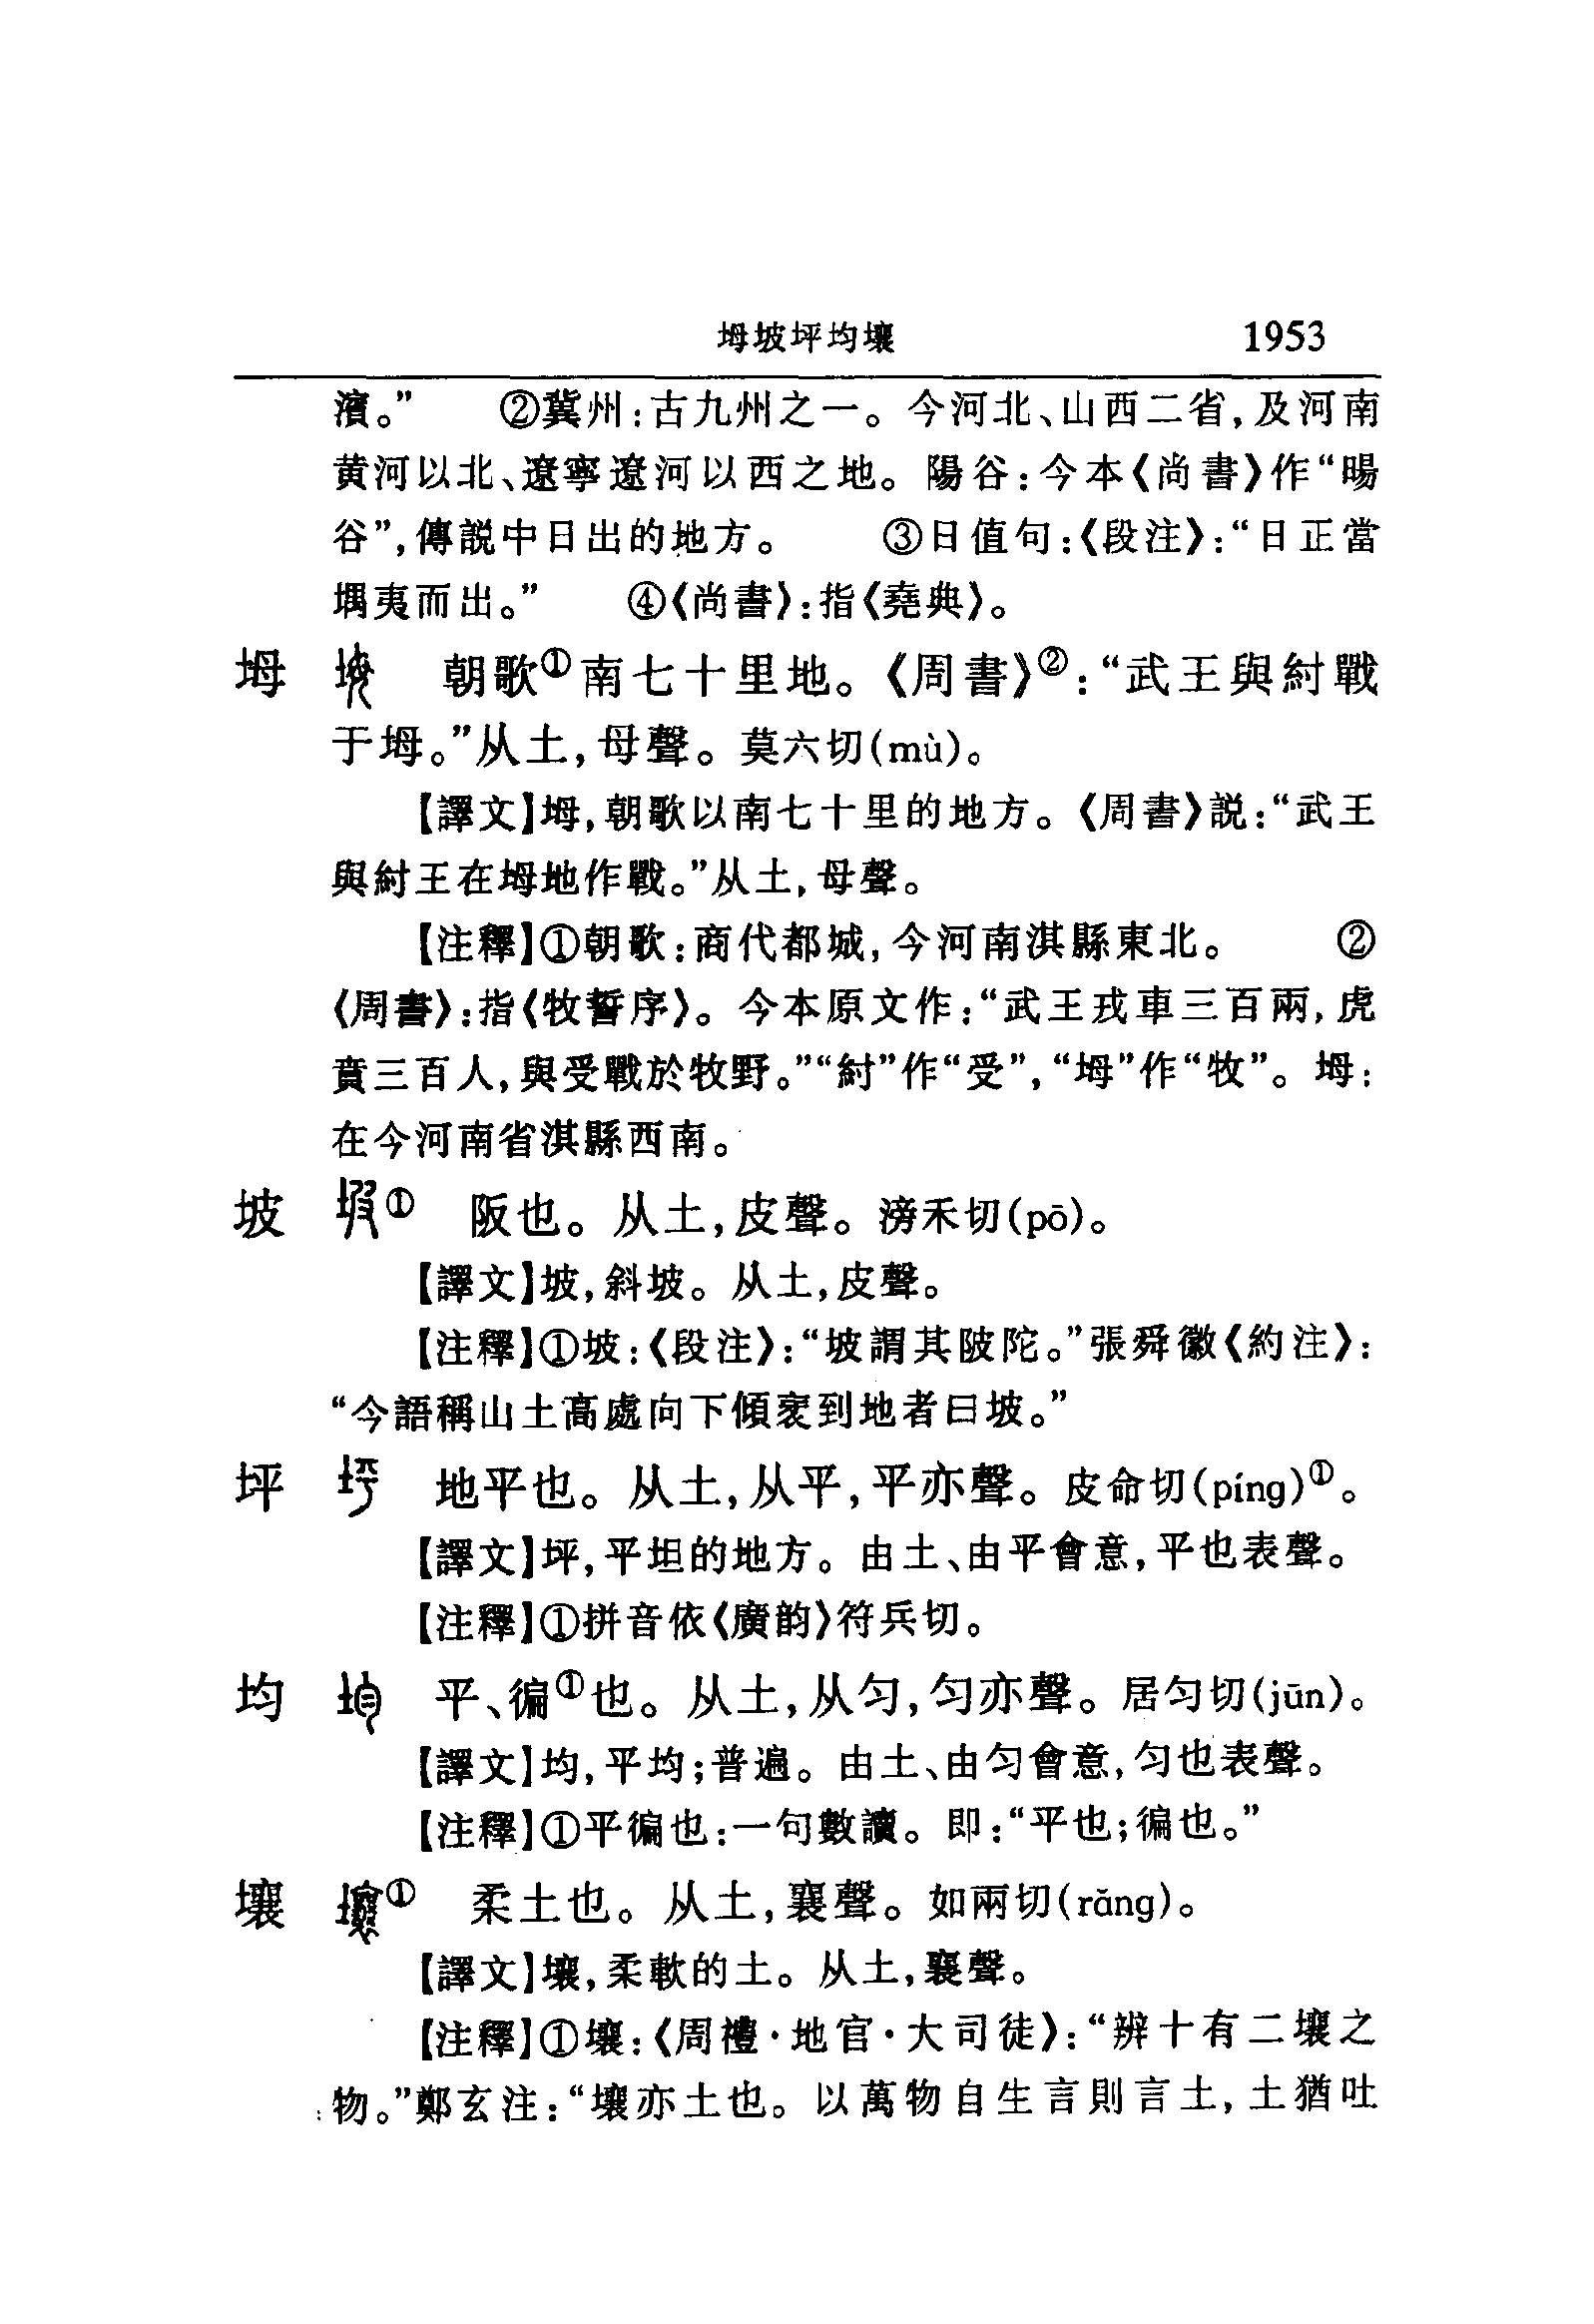 坶坡坪均壤 1953
濱。” ②冀州：古九州之一。今河北、山西二省，及河南
黄河以北、遼寧遼河以西之地。陽谷：今本《尚書》作“暘
谷”，傳説中日出的地方。 ③日值句：《段注》：“日正當
堣夷而出。” ④《尚書》：指《堯典》。
坶 朝歌①南七十里地。《周書》②：“武王與紂戰
于坶。”从土，母聲。莫六切(mù)。
【譯文】坶，朝歌以南七十里的地方。《周書》説：“武王
與紂王在坶地作戰。”从土，母聲。
【注釋】①朝歌：商代都城，今河南淇縣東北。 ②
《周書》：指《牧誓序》。今本原文作：“武王戎車三百兩，虎
賁三百人，與受戰於牧野。”“紂”作“受”，“坶”作“牧”。坶：
在今河南省淇縣西南。
坡 坡① 阪也。从土，皮聲。滂禾切(pō)。
【譯文】坡，斜坡。从土，皮聲。
【注釋】①坡：《段注》：“坡謂其陂陀。”張舜徽《約注》：
“今語稱山土高處向下傾衺到地者曰坡。”
坪 坪 地平也。从土，从平，平亦聲。皮命切(píng)①。
【譯文】坪，平坦的地方。由土、由平會意，平也表聲。
【注釋】①拼音依《廣韵》符兵切。
均 均 平、徧①也。从土，从匀，匀亦聲。居匀切(jūn)。
【譯文】均，平均；普遍。由土、由匀會意，匀也表聲。
【注釋】①平徧也：一句數讀。即：“平也；徧也。”
壤 壤① 柔土也。从土，襄聲。如兩切(rǎng)。
【譯文】壤，柔軟的土。从土，襄聲。
【注釋】①壤：《周禮·地官·大司徒》：“辨十有二壤之
物。”鄭玄注：“壤亦土也。以萬物自生言則言土，土猶吐